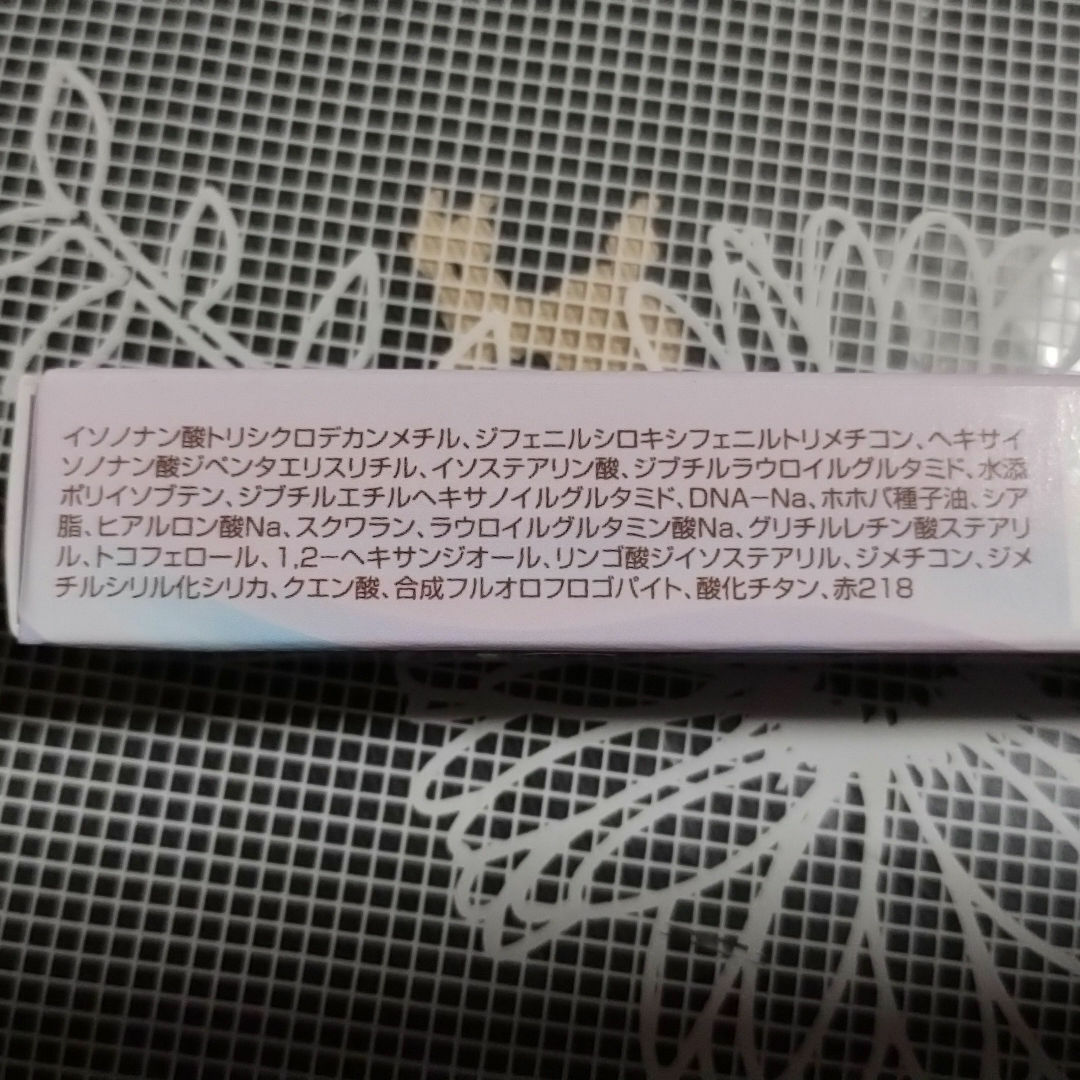 イソノナン酸トリシクロデカンメチル、ジフェニルシロキシフェニルトリメチコン、ヘキサイ
ソノナン酸ジペンタエリスリチル、イソステアリン酸、ジブチルラウロイルグルタミド、水添
ポリイソブテン、ジブチルエチルヘキサノイルグルタミド、DNA-Na、ホホバ種子油、シア
脂、ヒアルロン酸Na、スクワラン、ラウロイルグルタミン酸Na、グリチルレチン酸ステアリ
ル、トコフェロール、1,2-ヘキサンジオール、リンゴ酸ジイソステアリル、ジメチコン、ジメ
チルシリル化シリカ、クエン酸、合成フルオロフロゴパイト、酸化チタン、赤218